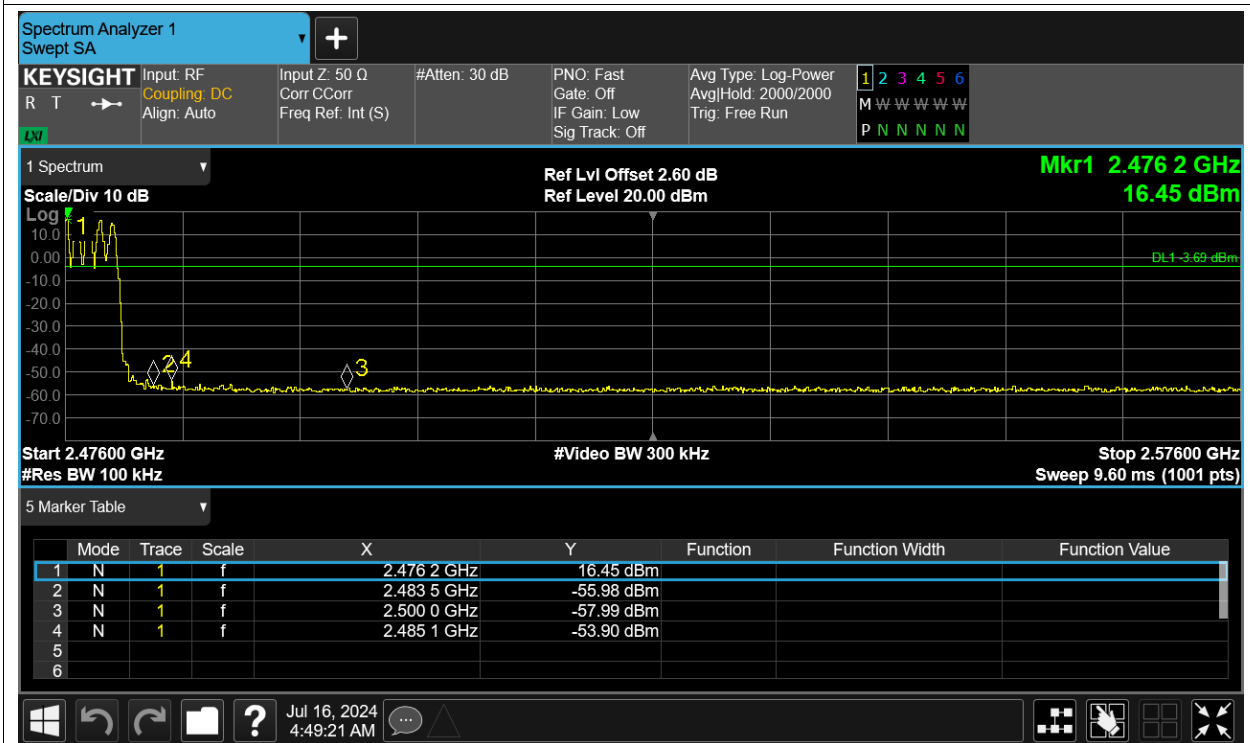 Spectrum Analyzer 1
Swept SA
KEYSIGHT
R T
LXI
Input: RF
Coupling: DC
Align: Auto
Input Z: 50 Ω
Corr CCorr
Freq Ref: Int (S)
#Atten: 30 dB
PNO: Fast
Gate: Off
IF Gain: Low
Sig Track: Off
Avg Type: Log-Power
Avg|Hold: 2000/2000
Trig: Free Run
1 2 3 4 5 6
M W W W W W
P N N N N N
1 Spectrum
Scale/Div 10 dB
Ref Lvl Offset 2.60 dB
Ref Level 20.00 dBm
Mkr1 2.476 2 GHz
16.45 dBm
Log
10.0
0.00
-10.0
-20.0
-30.0
-40.0
-50.0
-60.0
-70.0
1
2 4
3
DL1 -3.69 dBm
Start 2.47600 GHz
#Res BW 100 kHz
#Video BW 300 kHz
Stop 2.57600 GHz
Sweep 9.60 ms (1001 pts)
5 Marker Table
Mode Trace Scale X Y Function Function Width Function Value
1 N 1 f 2.476 2 GHz 16.45 dBm
2 N 1 f 2.483 5 GHz -55.98 dBm
3 N 1 f 2.500 0 GHz -57.99 dBm
4 N 1 f 2.485 1 GHz -53.90 dBm
5
6
?
Jul 16, 2024
4:49:21 AM